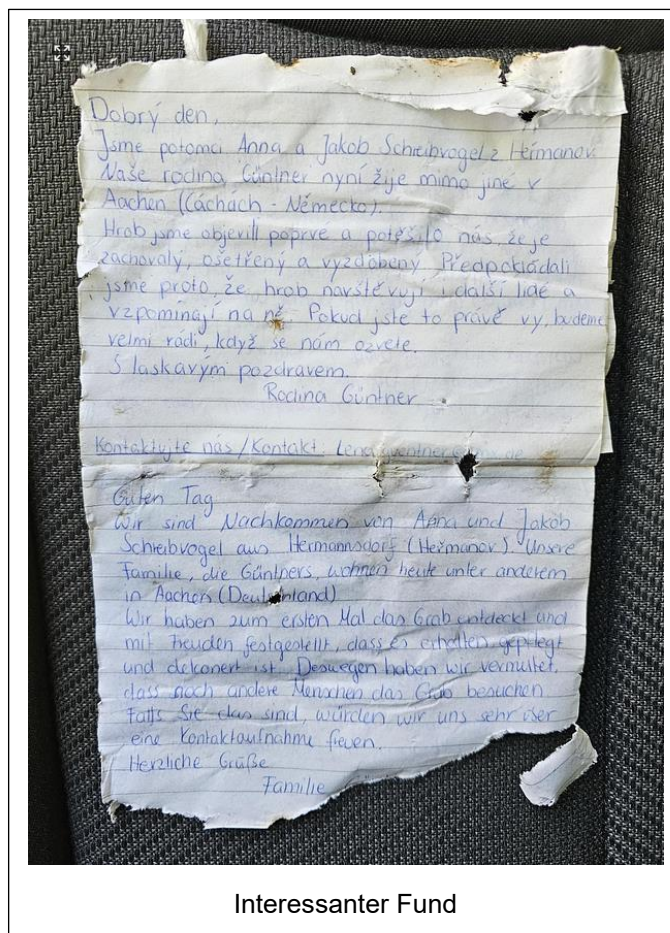 Dobrý den,
Jsme potomci Anna a Jakob Schreibvogel z Heřmanov.
Naše rodina Güntner nyní žije mimo jiné v
Aachen (Cáchách - Německo).
Hrob jsme objevili poprvé a potěšilo nás, že je
zachovalý, ošetřený a vyzdobený. Předpokládali
jsme proto, že hrob navštěvují i další lidé a
vzpomínají na ně. Pokud jste to právě vy, budeme
velmi rádi, když se nám ozvete.
S laskavým pozdravem.
Rodina Güntner
Kontaktujte nás / Kontakt:
Guten Tag
Wir sind Nachkommen von Anna und Jakob
Schreibvogel aus Hermannsdorf (Heřmanov). Unsere
Familie, die Güntners, wohnen heute unter anderem
in Aachen (Deutschland)
Wir haben zum ersten Mal das Grab entdeckt und
mit Freuden festgestellt, dass es erhalten, gepflegt
und dekoriert ist. Deswegen haben wir vermutet,
dass noch andere Menschen das Grab besuchen
Falls Sie das sind, würden wir uns sehr über
eine Kontaktaufnahme freuen.
Herzliche Grüße
Familie
Interessanter Fund